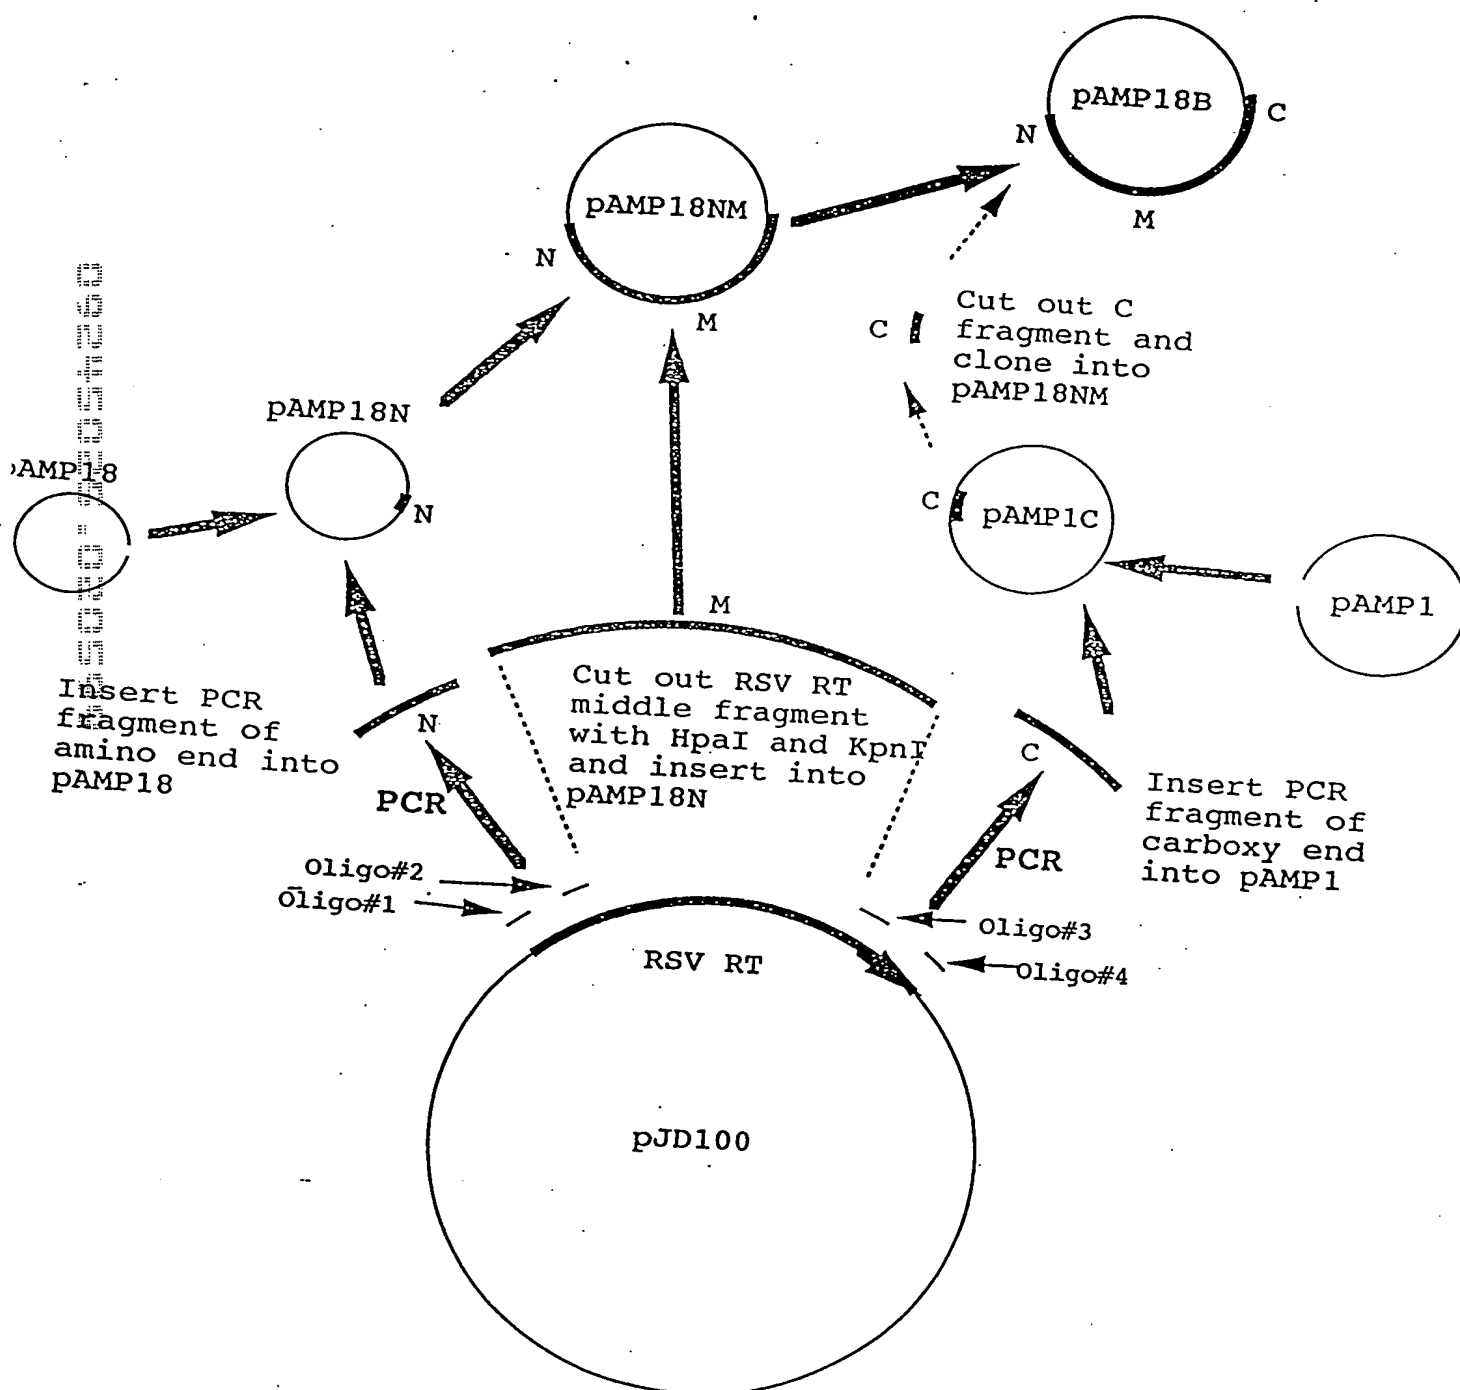 pAMP18B
C
N
M
pAMP18NM
N
M
C
Cut out C
fragment and
clone into
pAMP18NM
pAMP18N
N
AMP18
C
pAMP1C
pAMP1
M
Insert PCR
fragment of
amino end into
pAMP18
N
Cut out RSV RT
middle fragment
with HpaI and KpnI
and insert into
pAMP18N
C
Insert PCR
fragment of
carboxy end
into pAMP1
PCR
PCR
Oligo#2
Oligo#1
Oligo#3
Oligo#4
RSV RT
pJD100